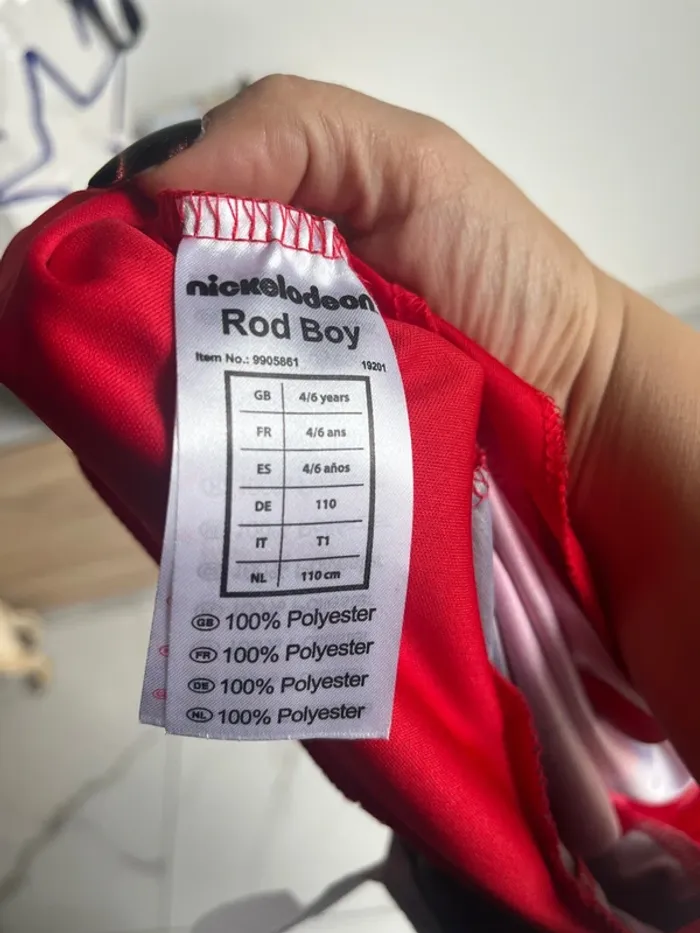 nickelodeon
Rod Boy
Item No.: 9905861 19201
GB 4/6 years
FR 4/6 ans
ES 4/6 años
DE 110
IT T1
NL 110 cm
GB 100% Polyester
FR 100% Polyester
DE 100% Polyester
NL 100% Polyester